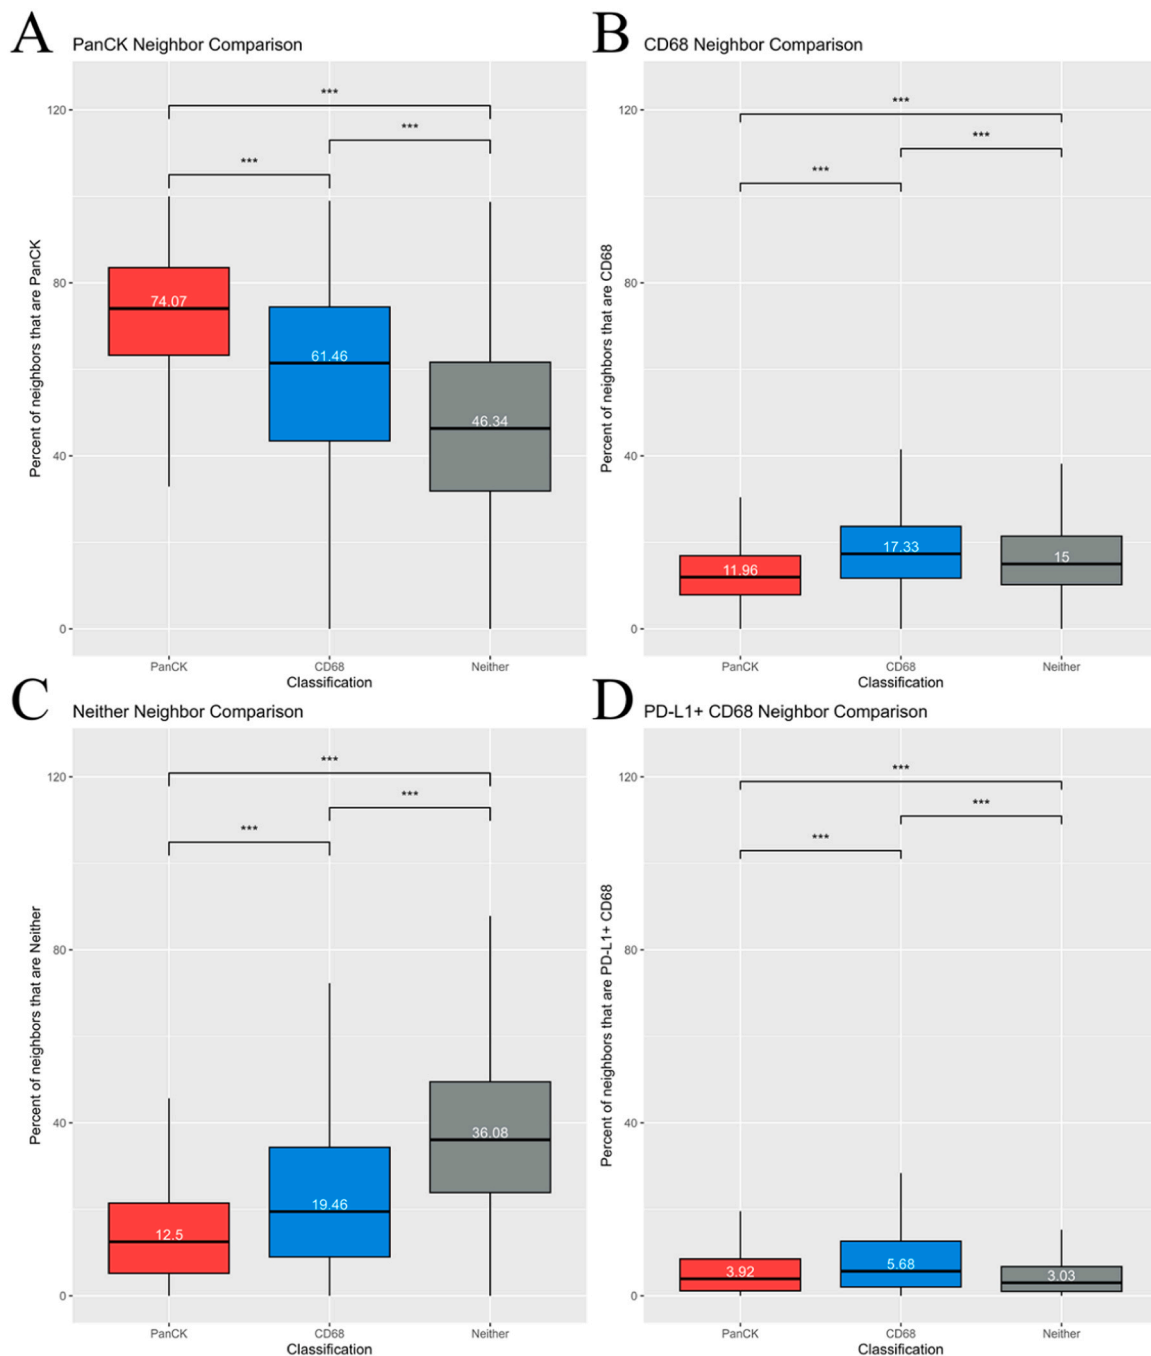 A PanCK Neighbor Comparison
Percent of neighbors that are PanCK
120
80
40
0
***
***
***
74.07
61.46
46.34
PanCK CD68 Neither
Classification
B CD68 Neighbor Comparison
Percent of neighbors that are CD68
120
80
40
0
***
***
***
11.96
17.33
15
PanCK CD68 Neither
Classification
C Neither Neighbor Comparison
Percent of neighbors that are Neither
120
80
40
0
***
***
***
12.5
19.46
36.08
PanCK CD68 Neither
Classification
D PD-L1+ CD68 Neighbor Comparison
Percent of neighbors that are PD-L1+ CD68
120
80
40
0
***
***
***
3.92
5.68
3.03
PanCK CD68 Neither
Classification